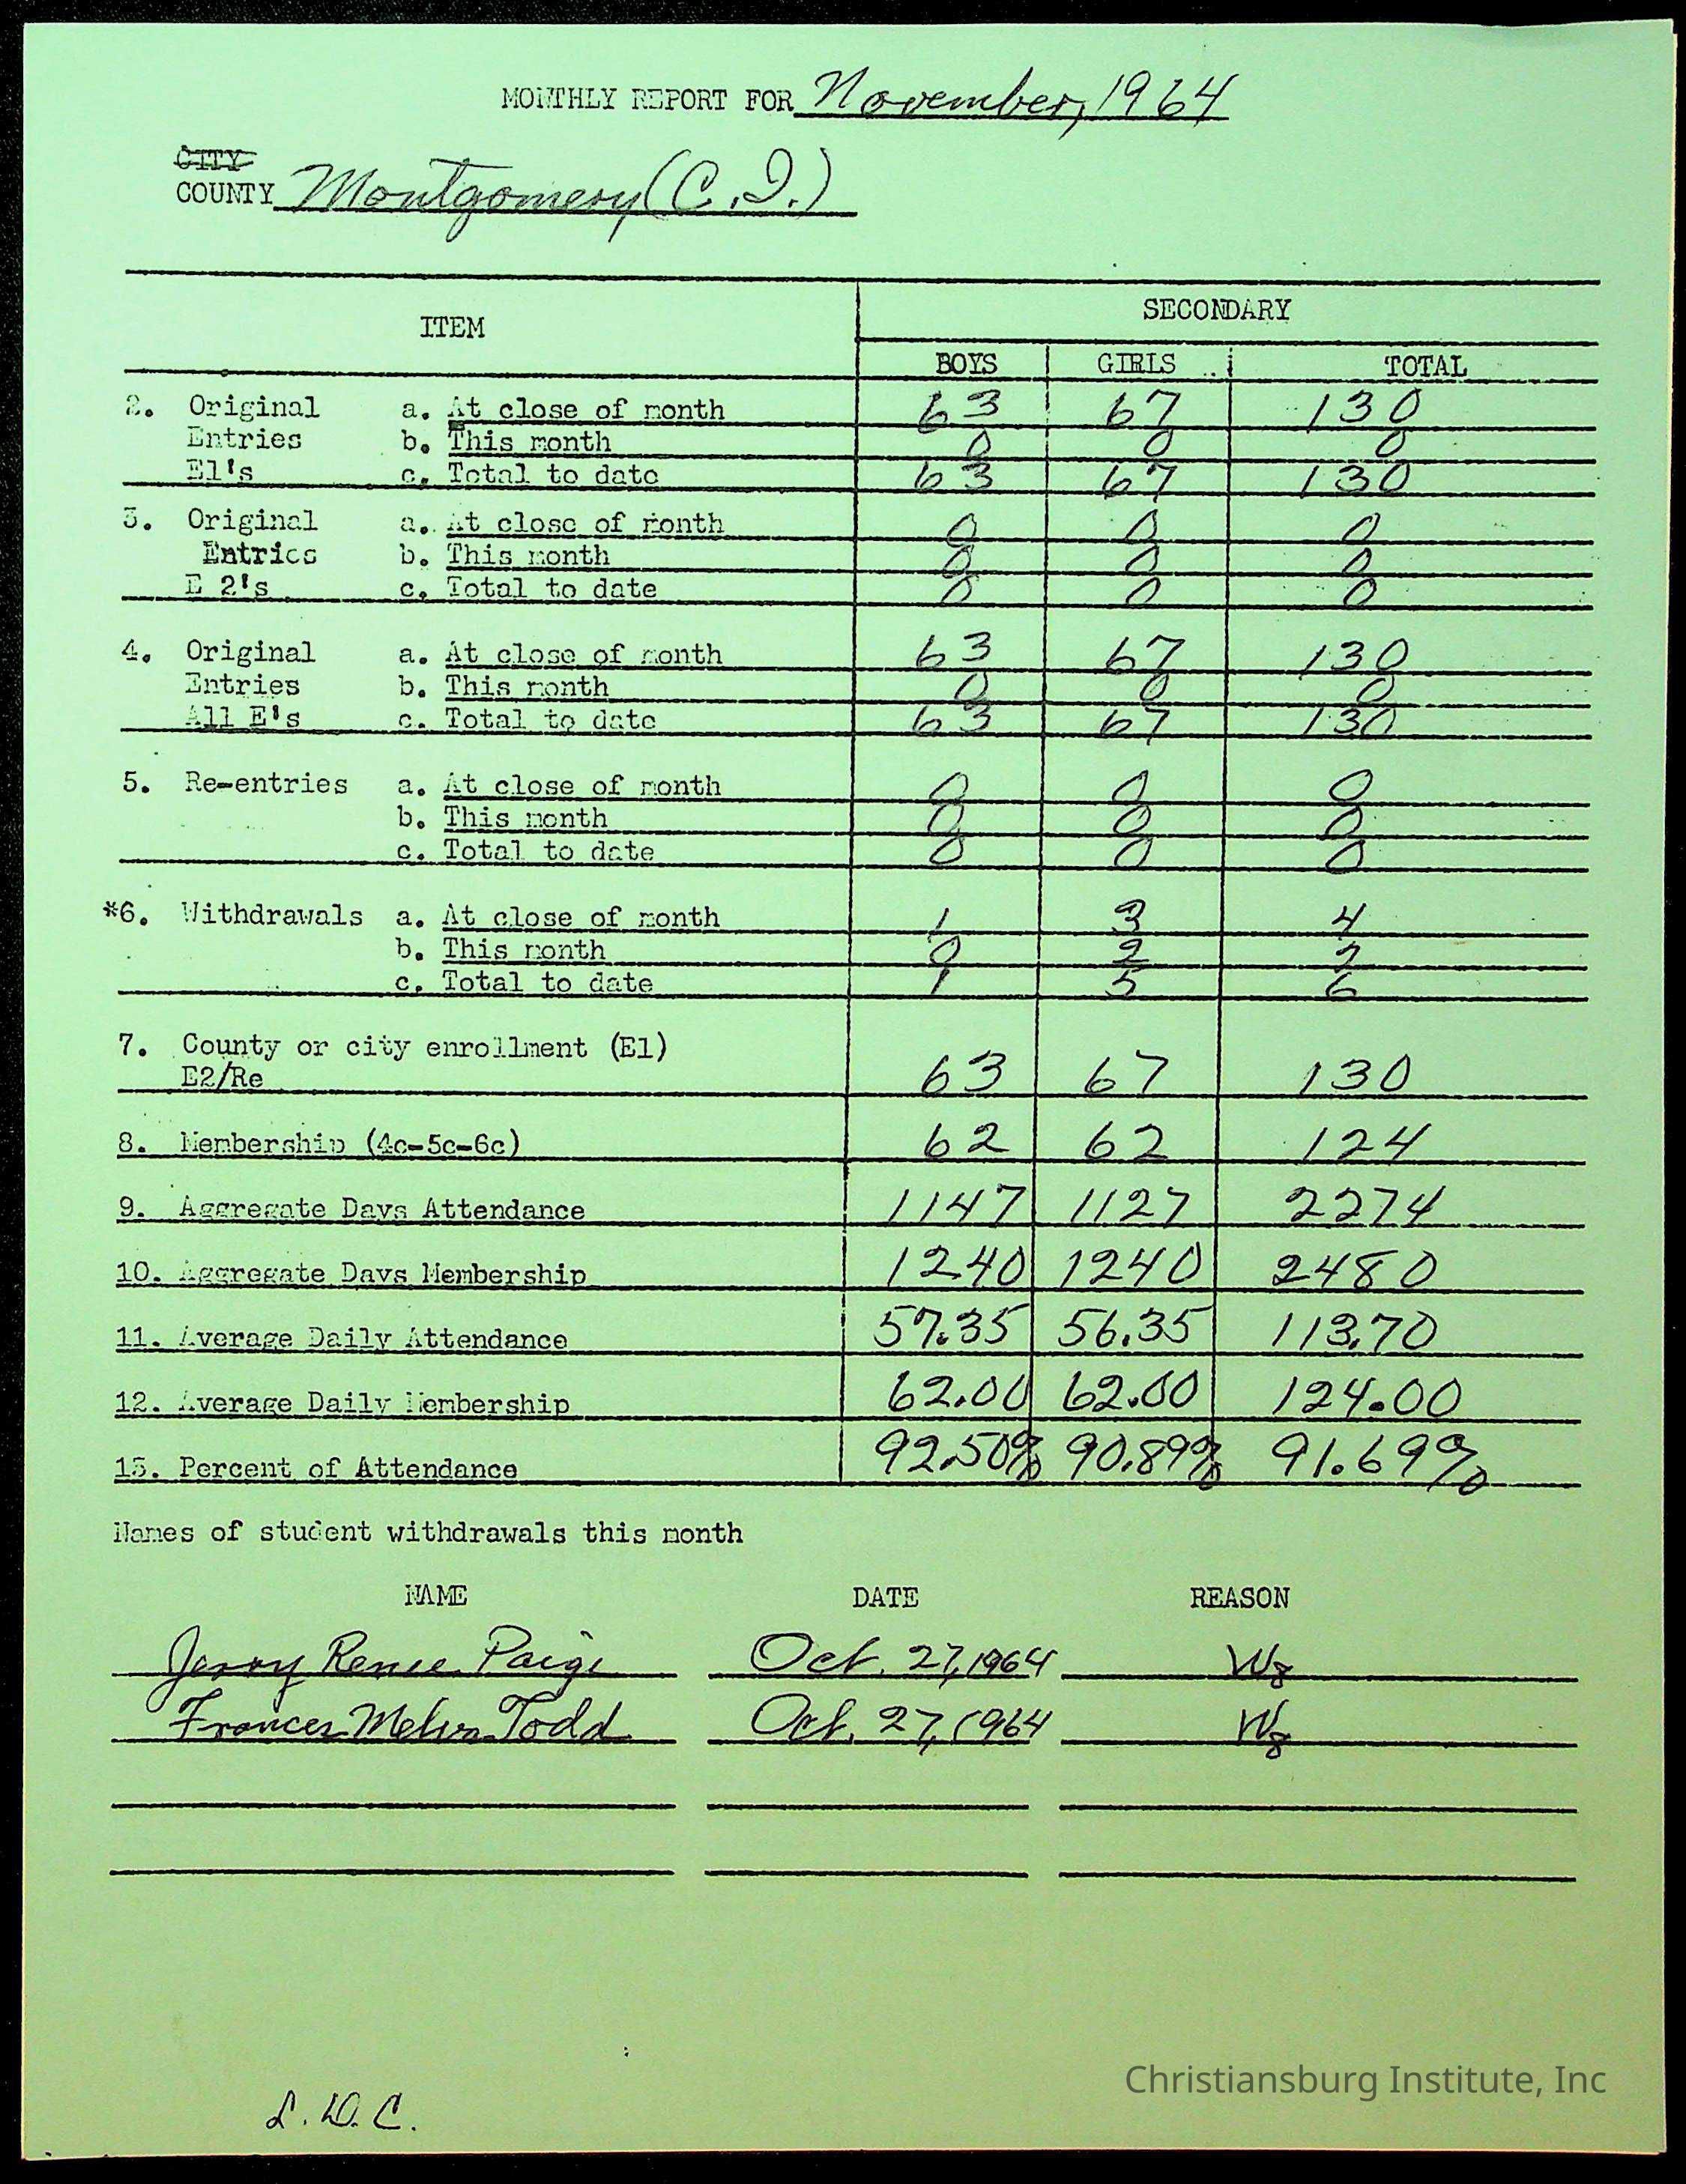 MONTHLY REPORT FOR November, 1964
CITY
COUNTY Montgomery (C.I.)
ITEM SECONDARY
BOYS GIRLS TOTAL
2. Original a. At close of month 63 67 130
Entries b. This month 0 0 0
E1's c. Total to date 63 67 130
3. Original a. At close of month 0 0 0
Entries b. This month 0 0 0
E 2's c. Total to date 0 0 0
4. Original a. At close of month 63 67 130
Entries b. This month 0 0 0
All E's c. Total to date 63 67 130
5. Re-entries a. At close of month 0 0 0
b. This month 0 0 0
c. Total to date 0 0 0
*6. Withdrawals a. At close of month 1 3 4
b. This month 0 2 2
c. Total to date 1 5 6
7. County or city enrollment (E1)
E2/Re 63 67 130
8. Membership (4c-5c-6c) 62 62 124
9. Aggregate Days Attendance 1147 1127 2274
10. Aggregate Days Membership 1240 1240 2480
11. Average Daily Attendance 57.35 56.35 113.70
12. Average Daily Membership 62.00 62.00 124.00
13. Percent of Attendance 92.50% 90.89% 91.69%
Names of student withdrawals this month
NAME DATE REASON
Renee Paige Oct. 27, 1964 W8
Frances Todd Oct. 27, 1964 W8
Christiansburg Institute, Inc
L.W.C.